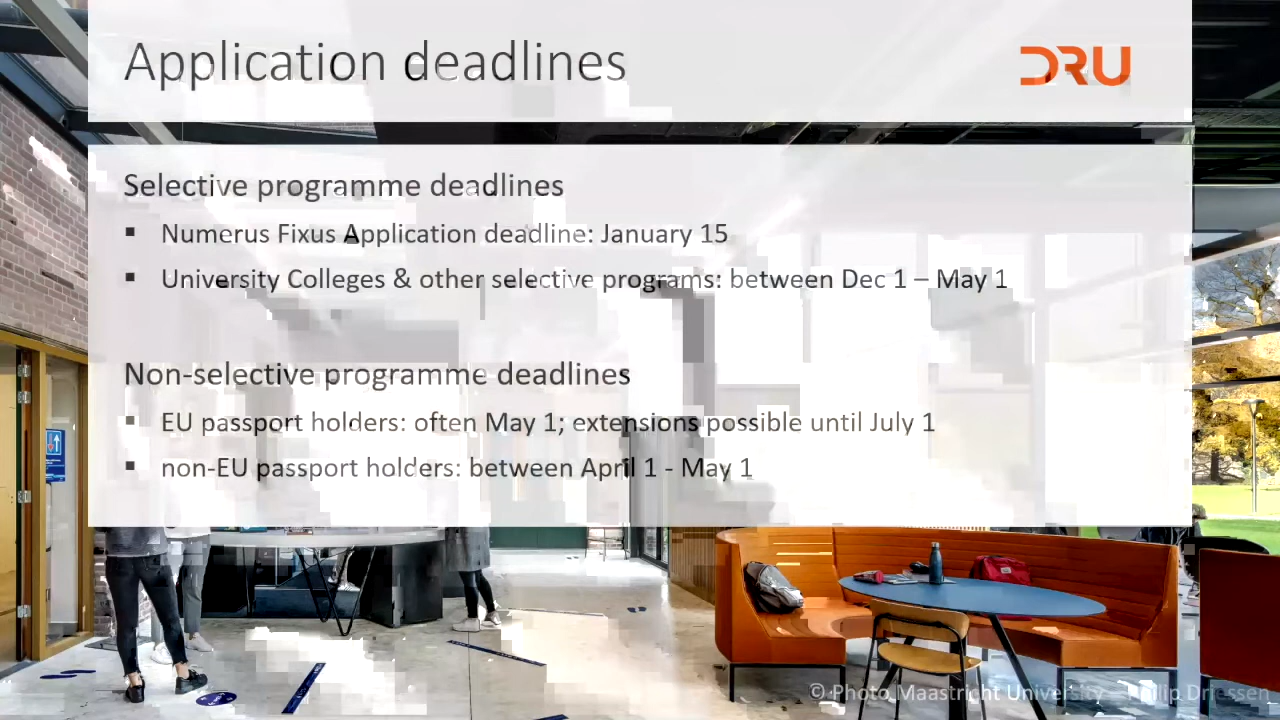 Application deadlines
DRU
Selective programme deadlines
▪ Numerus Fixus Application deadline: January 15
▪ University Colleges & other selective programs: between Dec 1 – May 1
Non-selective programme deadlines
▪ EU passport holders: often May 1; extensions possible until July 1
▪ non-EU passport holders: between April 1 - May 1
© Photo Maastricht University – Philip Driessen